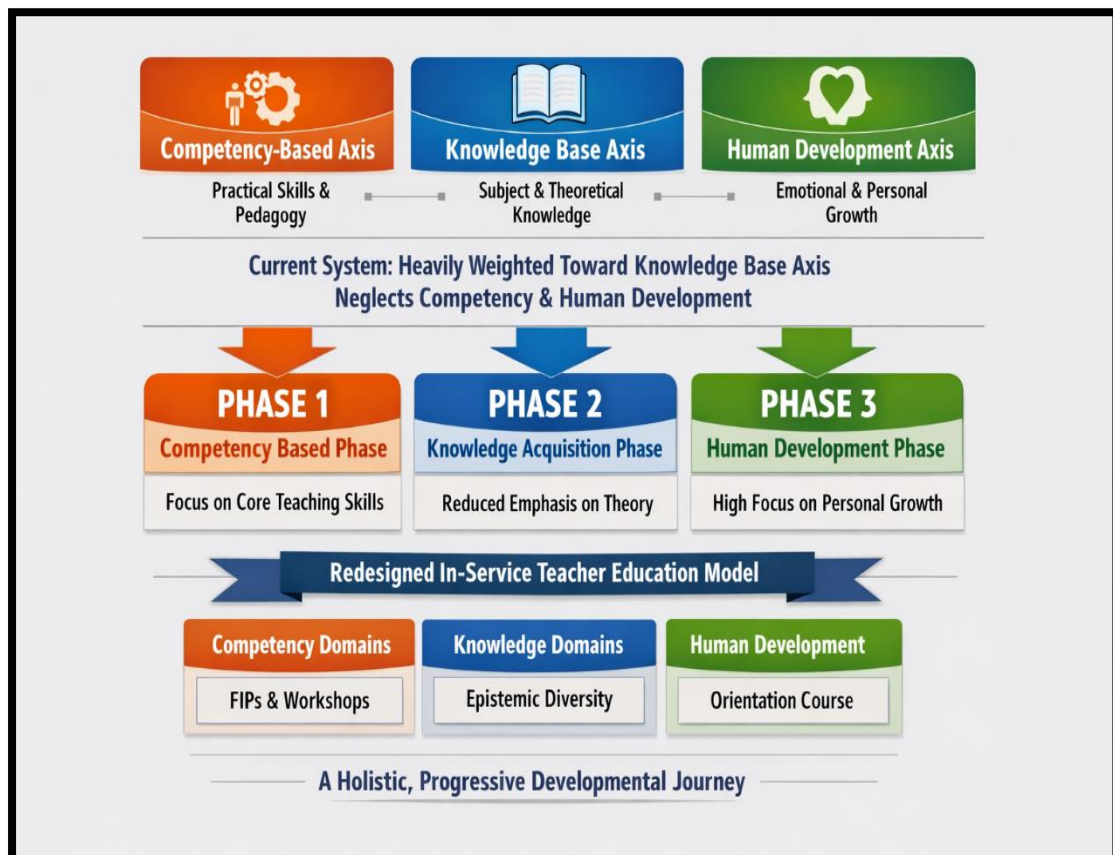 Competency-Based Axis
Knowledge Base Axis
Human Development Axis
Practical Skills &
Pedagogy
Subject & Theoretical
Knowledge
Emotional & Personal
Growth
Current System: Heavily Weighted Toward Knowledge Base Axis
Neglects Competency & Human Development
PHASE 1
Competency Based Phase
Focus on Core Teaching Skills
PHASE 2
Knowledge Acquisition Phase
Reduced Emphasis on Theory
PHASE 3
Human Development Phase
High Focus on Personal Growth
Redesigned In-Service Teacher Education Model
Competency Domains
FIPs & Workshops
Knowledge Domains
Epistemic Diversity
Human Development
Orientation Course
A Holistic, Progressive Developmental Journey